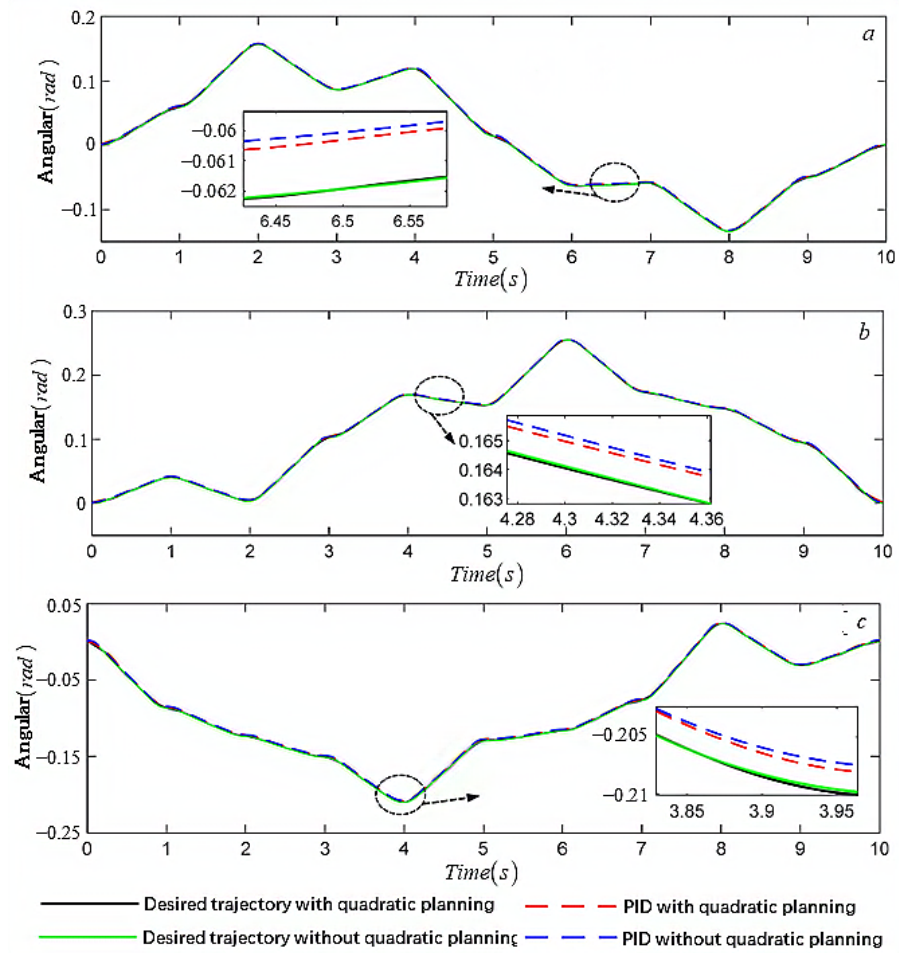 0.2
a
0.1
Angular(rad)
0
−0.06
−0.061
−0.062
6.45 6.5 6.55
−0.1
0 1 2 3 4 5 6 7 8 9 10
Time(s)
0.3
b
0.2
Angular(rad)
0.165
0.164
0.163
4.28 4.3 4.32 4.34 4.36
0.1
0
0 1 2 3 4 5 6 7 8 9 10
Time(s)
0.05
c
−0.05
Angular(rad)
−0.205
−0.21
3.85 3.9 3.95
−0.15
−0.25
0 1 2 3 4 5 6 7 8 9 10
Time(s)
Desired trajectory with quadratic planning PID with quadratic planning
Desired trajectory without quadratic planning PID without quadratic planning